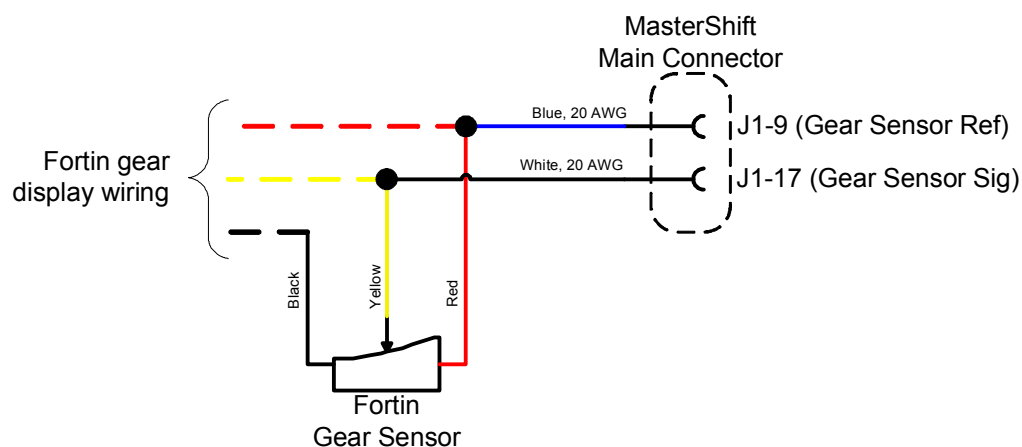 MasterShift
Main Connector
Blue, 20 AWG
J1-9 (Gear Sensor Ref)
Fortin gear
display wiring
White, 20 AWG
J1-17 (Gear Sensor Sig)
Black
Yellow
Red
Fortin
Gear Sensor